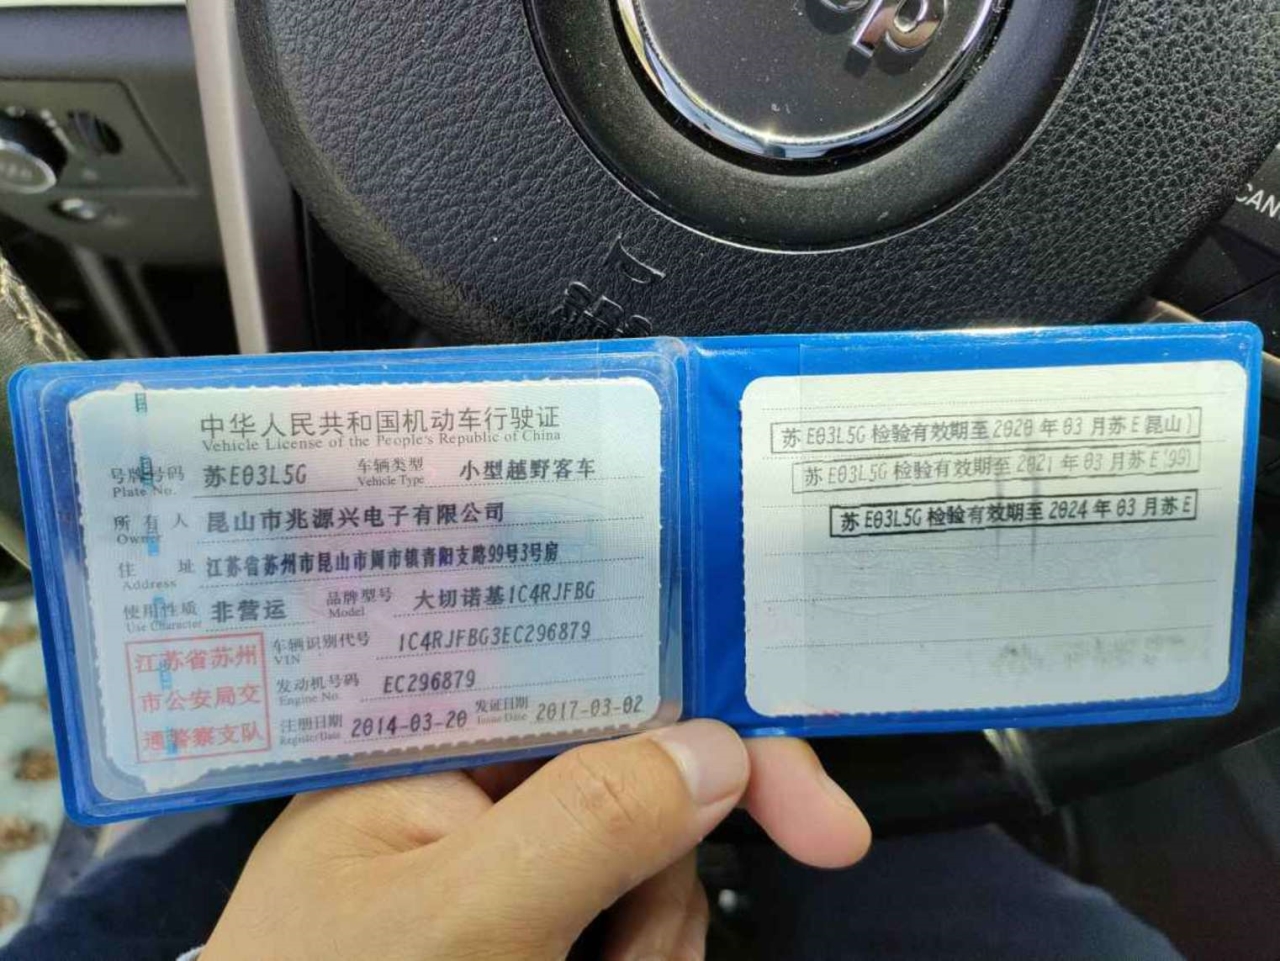 中华人民共和国机动车行驶证
Vehicle License of the People's Republic of China
号牌号码 苏E03L5G 车辆类型 小型越野客车
Plate No. Vehicle Type
所有人 昆山市兆源兴电子有限公司
Owner
住址 江苏省苏州市昆山市周市镇青阳支路99号3号房
Address
使用性质 非营运 品牌型号 大切诺基1C4RJFBG
Use Character Model
车辆识别代号 1C4RJFBG3EC296879
VIN
发动机号码 EC296879
Engine No.
注册日期 2014-03-20 发证日期 2017-03-02
Register Date Issue Date
江苏省苏州
市公安局交
通警察支队
苏E03L5G检验有效期至2020年03月苏E(昆山)
苏E03L5G检验有效期至2021年03月苏E(99)
苏E03L5G检验有效期至2024年03月苏E
SRS
CAN